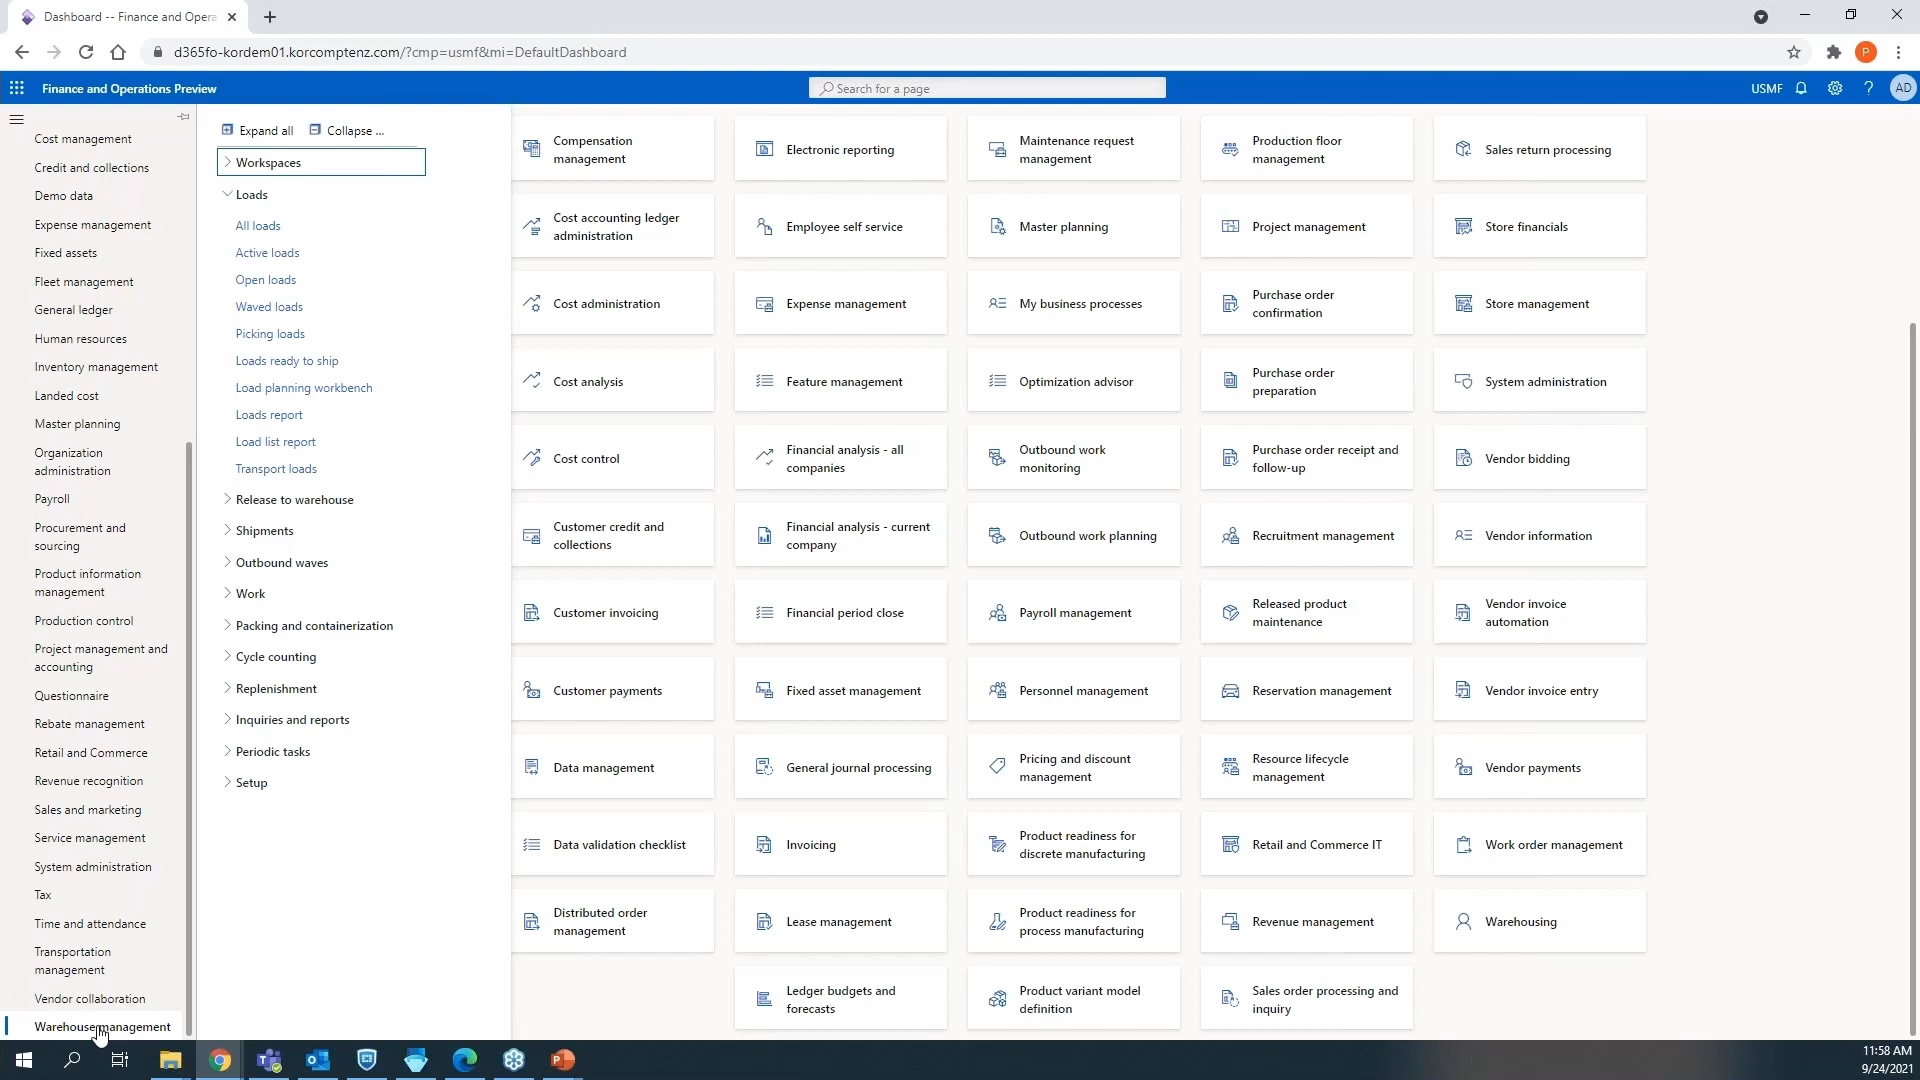 Dashboard -- Finance and Opera
d365fo-kordem01.korcomptenz.com/?cmp=usmf&mi=DefaultDashboard
P
Finance and Operations Preview
Search for a page
USMF
AD
Cost management
Credit and collections
Demo data
Expense management
Fixed assets
Fleet management
General ledger
Human resources
Inventory management
Landed cost
Master planning
Organization
administration
Payroll
Procurement and
sourcing
Product information
management
Production control
Project management and
accounting
Questionnaire
Rebate management
Retail and Commerce
Revenue recognition
Sales and marketing
Service management
System administration
Tax
Time and attendance
Transportation
management
Vendor collaboration
Warehouse management
Expand all
Collapse ...
Workspaces
Loads
All loads
Active loads
Open loads
Waved loads
Picking loads
Loads ready to ship
Load planning workbench
Loads report
Load list report
Transport loads
Release to warehouse
Shipments
Outbound waves
Work
Packing and containerization
Cycle counting
Replenishment
Inquiries and reports
Periodic tasks
Setup
Compensation
management
Cost accounting ledger
administration
Cost administration
Cost analysis
Cost control
Customer credit and
collections
Customer invoicing
Customer payments
Data management
Data validation checklist
Distributed order
management
Electronic reporting
Employee self service
Expense management
Feature management
Financial analysis - all
companies
Financial analysis - current
company
Financial period close
Fixed asset management
General journal processing
Invoicing
Lease management
Ledger budgets and
forecasts
Maintenance request
management
Master planning
My business processes
Optimization advisor
Outbound work
monitoring
Outbound work planning
Payroll management
Personnel management
Pricing and discount
management
Product readiness for
discrete manufacturing
Product readiness for
process manufacturing
Product variant model
definition
Production floor
management
Project management
Purchase order
confirmation
Purchase order
preparation
Purchase order receipt and
follow-up
Recruitment management
Released product
maintenance
Reservation management
Resource lifecycle
management
Retail and Commerce IT
Revenue management
Sales order processing and
inquiry
Sales return processing
Store financials
Store management
System administration
Vendor bidding
Vendor information
Vendor invoice
automation
Vendor invoice entry
Vendor payments
Work order management
Warehousing
11:58 AM
9/24/2021